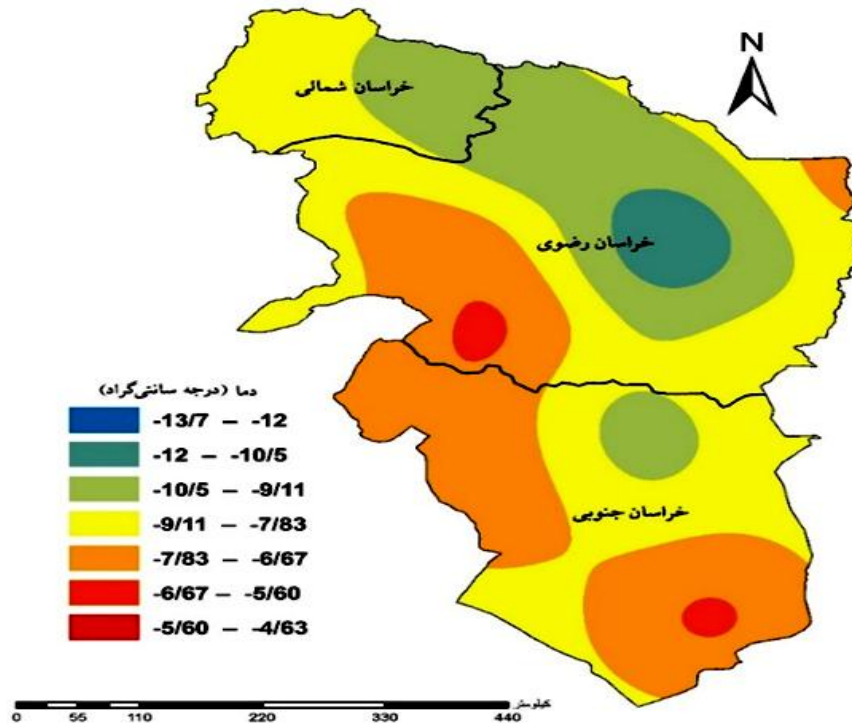 N
خراسان شمالی
خراسان رضوی
خراسان جنوبی
دما (درجه سانتی‌گراد)
-13/7 – -12
-12 – -10/5
-10/5 – -9/11
-9/11 – -7/83
-7/83 – -6/67
-6/67 – -5/60
-5/60 – -4/63
کیلومتر
0 55 110 220 330 440